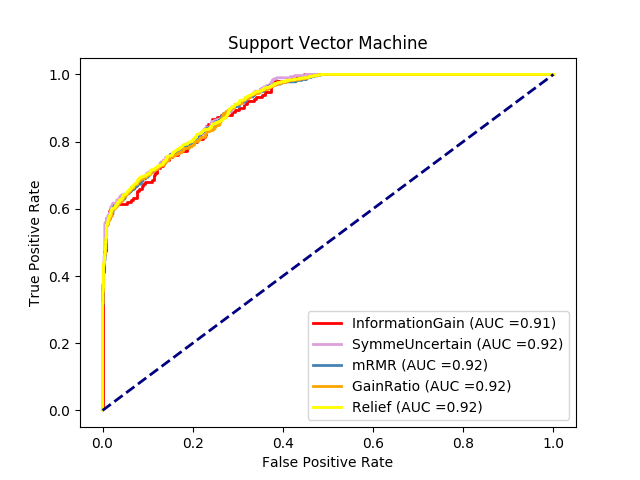 Support Vector Machine
True Positive Rate
1.0
0.8
0.6
0.4
0.2
0.0
InformationGain (AUC =0.91)
SymmeUncertain (AUC =0.92)
mRMR (AUC =0.92)
GainRatio (AUC =0.92)
Relief (AUC =0.92)
0.0 0.2 0.4 0.6 0.8 1.0
False Positive Rate